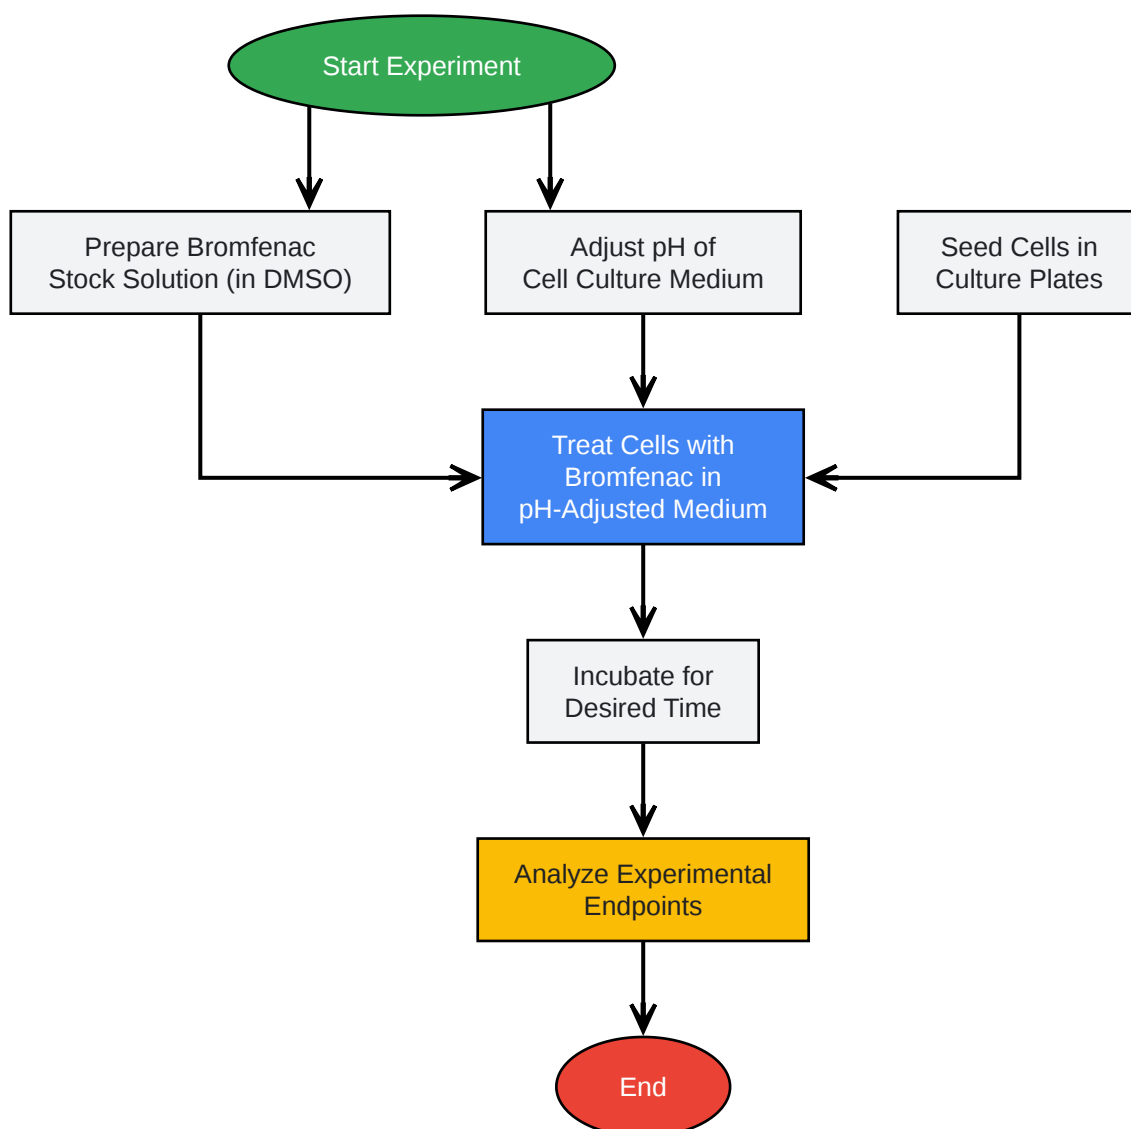 Start Experiment
Prepare Bromfenac
Stock Solution (in DMSO)
Adjust pH of
Cell Culture Medium
Seed Cells in
Culture Plates
Treat Cells with
Bromfenac in
pH-Adjusted Medium
Incubate for
Desired Time
Analyze Experimental
Endpoints
End